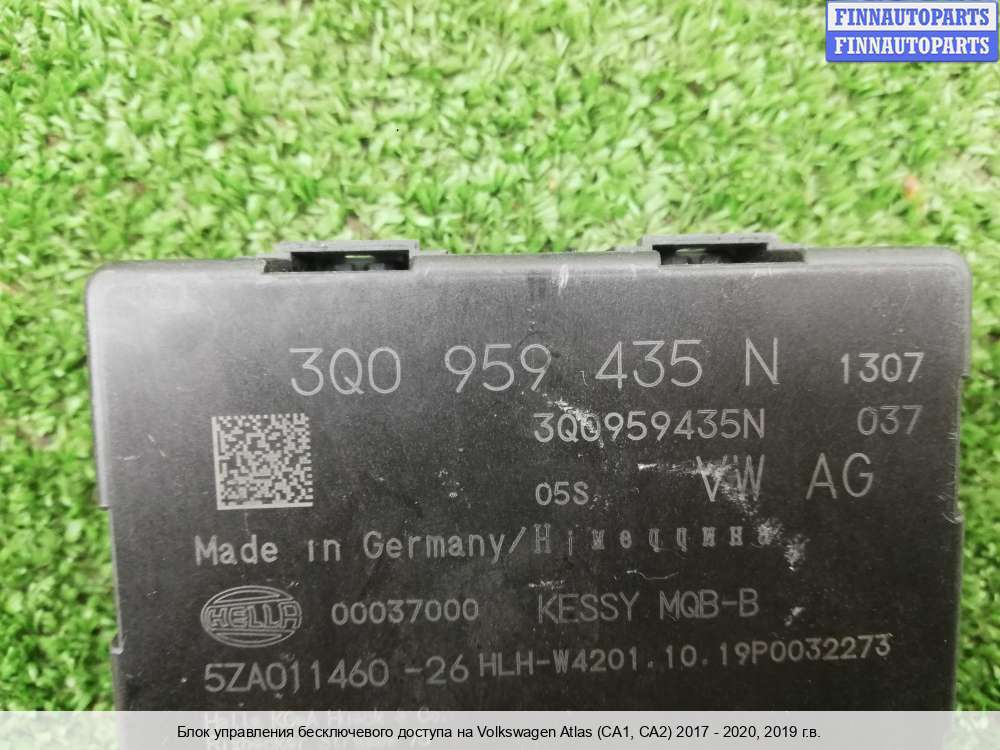 FINNAUTOPARTS
FINNAUTOPARTS
3Q0 959 435 N 1307
3Q0959435N 037
05S VW AG
Made in Germany/
HELLA 00037000 KESSY MQB-B
5ZA011460-26 HLH-W4201.10.19P0032273
Блок управления бесключевого доступа на Volkswagen Atlas (CA1, CA2) 2017 - 2020, 2019 г.в.